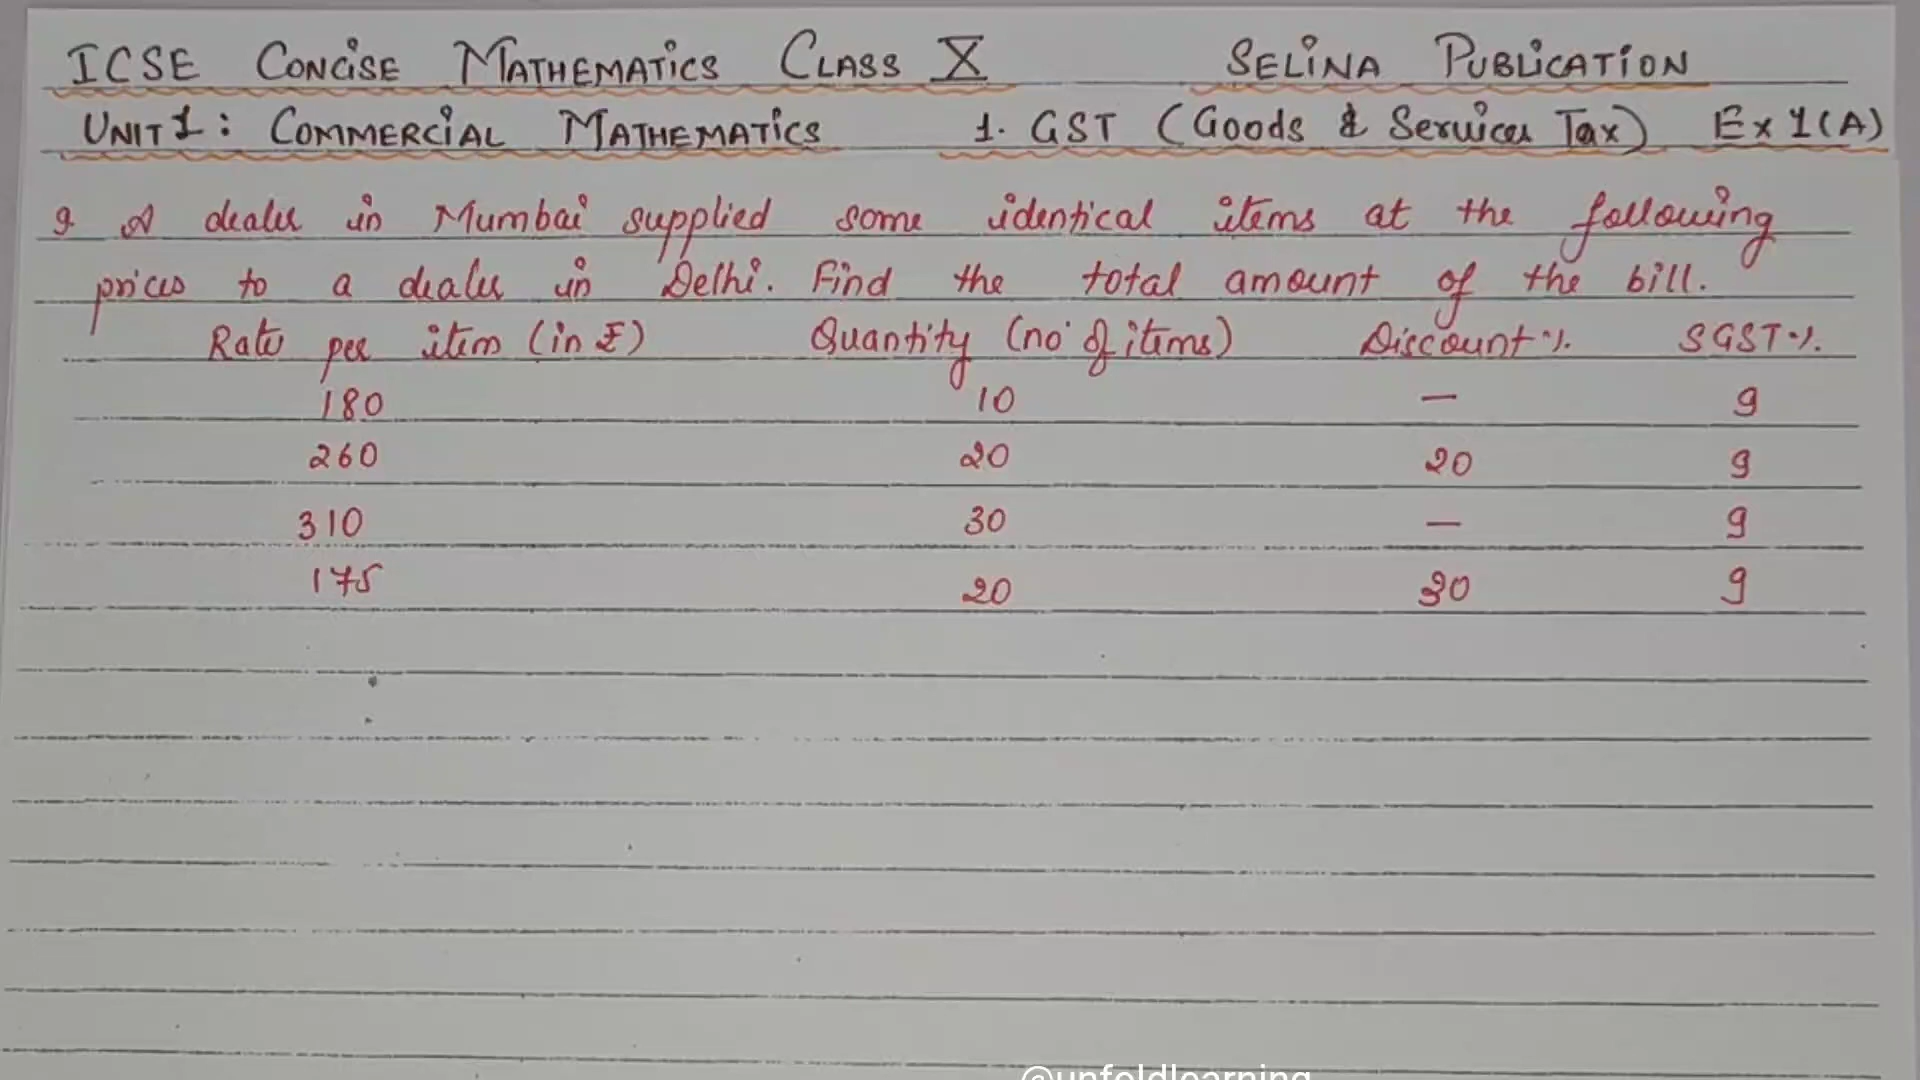 ICSE CONCISE MATHEMATICS CLASS X SELINA PUBLICATION
UNIT 1: COMMERCIAL MATHEMATICS 1. GST (Goods & Services Tax) Ex 1(A)
9 A dealer in Mumbai supplied some identical items at the following
prices to a dealer in Delhi. Find the total amount of the bill.
Rate per item (in ₹) Quantity (no of items) Discount % SGST %
180 10 — 9
260 20 20 9
310 30 — 9
175 20 30 9
@unfoldlearning